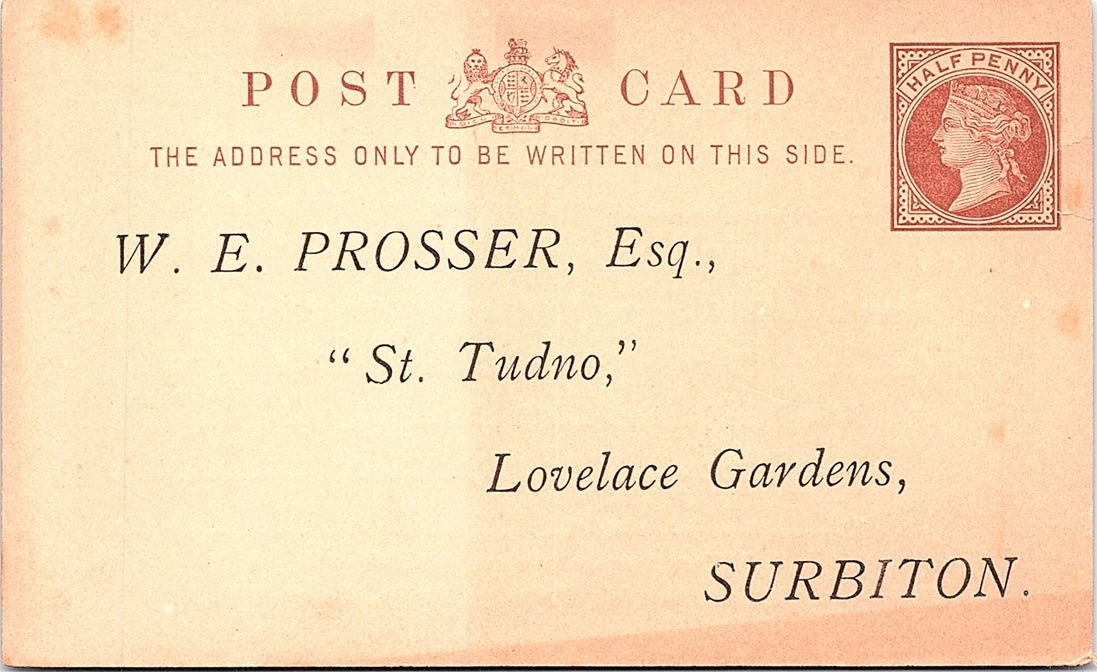 POST CARD
HALF PENNY
THE ADDRESS ONLY TO BE WRITTEN ON THIS SIDE.
W. E. PROSSER, Esq.,
"St. Tudno,"
Lovelace Gardens,
SURBITON.